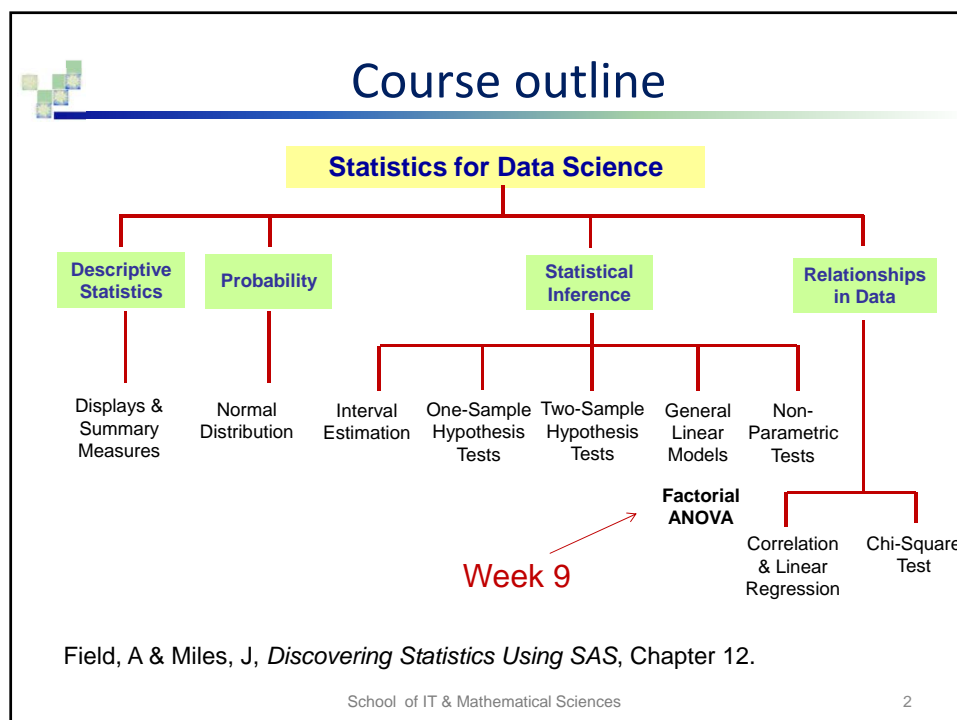 Course outline
Statistics for Data Science
Descriptive
Statistics
Probability
Statistical
Inference
Relationships
in Data
Displays &
Summary
Measures
Normal
Distribution
Interval
Estimation
One-Sample
Hypothesis
Tests
Two-Sample
Hypothesis
Tests
General
Linear
Models
Non-
Parametric
Tests
Factorial
ANOVA
Correlation
& Linear
Regression
Chi-Square
Test
Week 9
Field, A & Miles, J, Discovering Statistics Using SAS, Chapter 12.
School of IT & Mathematical Sciences
2